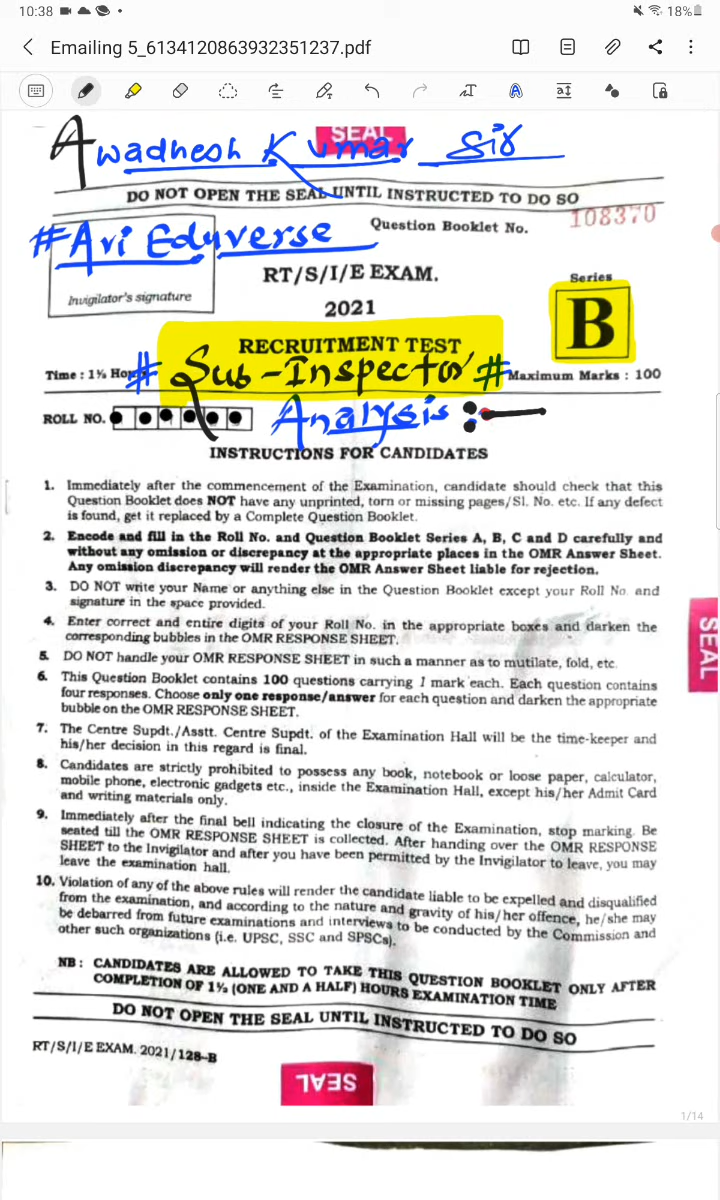 10:38 18%
Emailing 5_6134120863932351237.pdf
SEAL
Awadhesh Kumar Sir
DO NOT OPEN THE SEAL UNTIL INSTRUCTED TO DO SO
Question Booklet No. 108370
#Avi Eduverse
Invigilator's signature
RT/S/I/E EXAM.
2021
Series
B
RECRUITMENT TEST
Time : 1½ Hou
# Sub-Inspector #
Maximum Marks : 100
ROLL NO.
Analysis :-
INSTRUCTIONS FOR CANDIDATES
1. Immediately after the commencement of the Examination, candidate should check that this
Question Booklet does NOT have any unprinted, torn or missing pages/Sl. No. etc. If any defect
is found, get it replaced by a Complete Question Booklet.
2. Encode and fill in the Roll No. and Question Booklet Series A, B, C and D carefully and
without any omission or discrepancy at the appropriate places in the OMR Answer Sheet.
Any omission discrepancy will render the OMR Answer Sheet liable for rejection.
3. DO NOT write your Name or anything else in the Question Booklet except your Roll No. and
signature in the space provided.
4. Enter correct and entire digits of your Roll No. in the appropriate boxes and darken the
corresponding bubbles in the OMR RESPONSE SHEET.
5. DO NOT handle your OMR RESPONSE SHEET in such a manner as to mutilate, fold, etc.
6. This Question Booklet contains 100 questions carrying 1 mark each. Each question contains
four responses. Choose only one response/answer for each question and darken the appropriate
bubble on the OMR RESPONSE SHEET.
7. The Centre Supdt./Asstt. Centre Supdt. of the Examination Hall will be the time-keeper and
his/her decision in this regard is final.
8. Candidates are strictly prohibited to possess any book, notebook or loose paper, calculator,
mobile phone, electronic gadgets etc., inside the Examination Hall, except his/her Admit Card
and writing materials only.
9. Immediately after the final bell indicating the closure of the Examination, stop marking. Be
seated till the OMR RESPONSE SHEET is collected. After handing over the OMR RESPONSE
SHEET to the Invigilator and after you have been permitted by the Invigilator to leave, you may
leave the examination hall.
10. Violation of any of the above rules will render the candidate liable to be expelled and disqualified
from the examination, and according to the nature and gravity of his/her offence, he/she may
be debarred from future examinations and interviews to be conducted by the Commission and
other such organizations (i.e. UPSC, SSC and SPSCs).
NB : CANDIDATES ARE ALLOWED TO TAKE THIS QUESTION BOOKLET ONLY AFTER
COMPLETION OF 1½ (ONE AND A HALF) HOURS EXAMINATION TIME
DO NOT OPEN THE SEAL UNTIL INSTRUCTED TO DO SO
RT/S/I/E EXAM. 2021/128-B
SEAL
SEAL
1/14